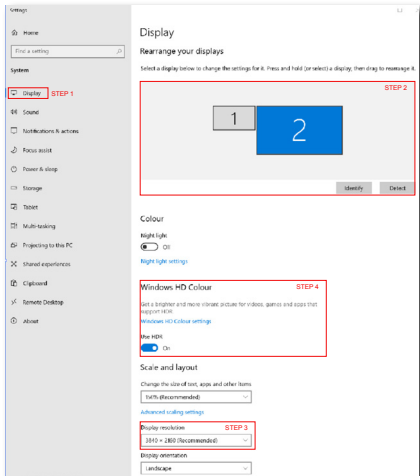 Settings
Home
Find a setting
System
Display STEP 1
Sound
Notifications & actions
Focus assist
Power & sleep
Storage
Tablet
Multi-tasking
Projecting to this PC
Shared experiences
Clipboard
Remote Desktop
About
Display
Rearrange your displays
Select a display below to change the settings for it. Press and hold (or select) a display, then drag to rearrange it.
STEP 2
1 2
Identify Detect
Colour
Night light
Off
Night light settings
Windows HD Colour STEP 4
Get a brighter and more vibrant picture for videos, games and apps that
support HDR.
Windows HD Colour settings
Use HDR
On
Scale and layout
Change the size of text, apps and other items
(Recommended)
Advanced scaling settings
Display resolution STEP 3
3840 × 2160 (Recommended)
Display orientation
Landscape